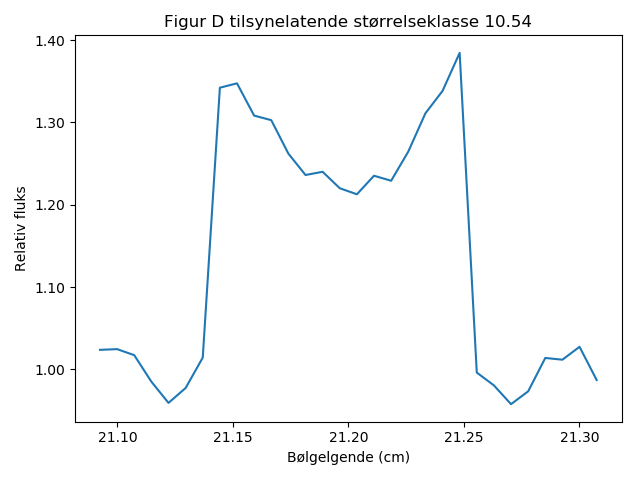 Figur D tilsynelatende størrelseklasse 10.54
1.40
1.30
1.20
1.10
1.00
Relativ fluks
21.10 21.15 21.20 21.25 21.30
Bølgelgende (cm)